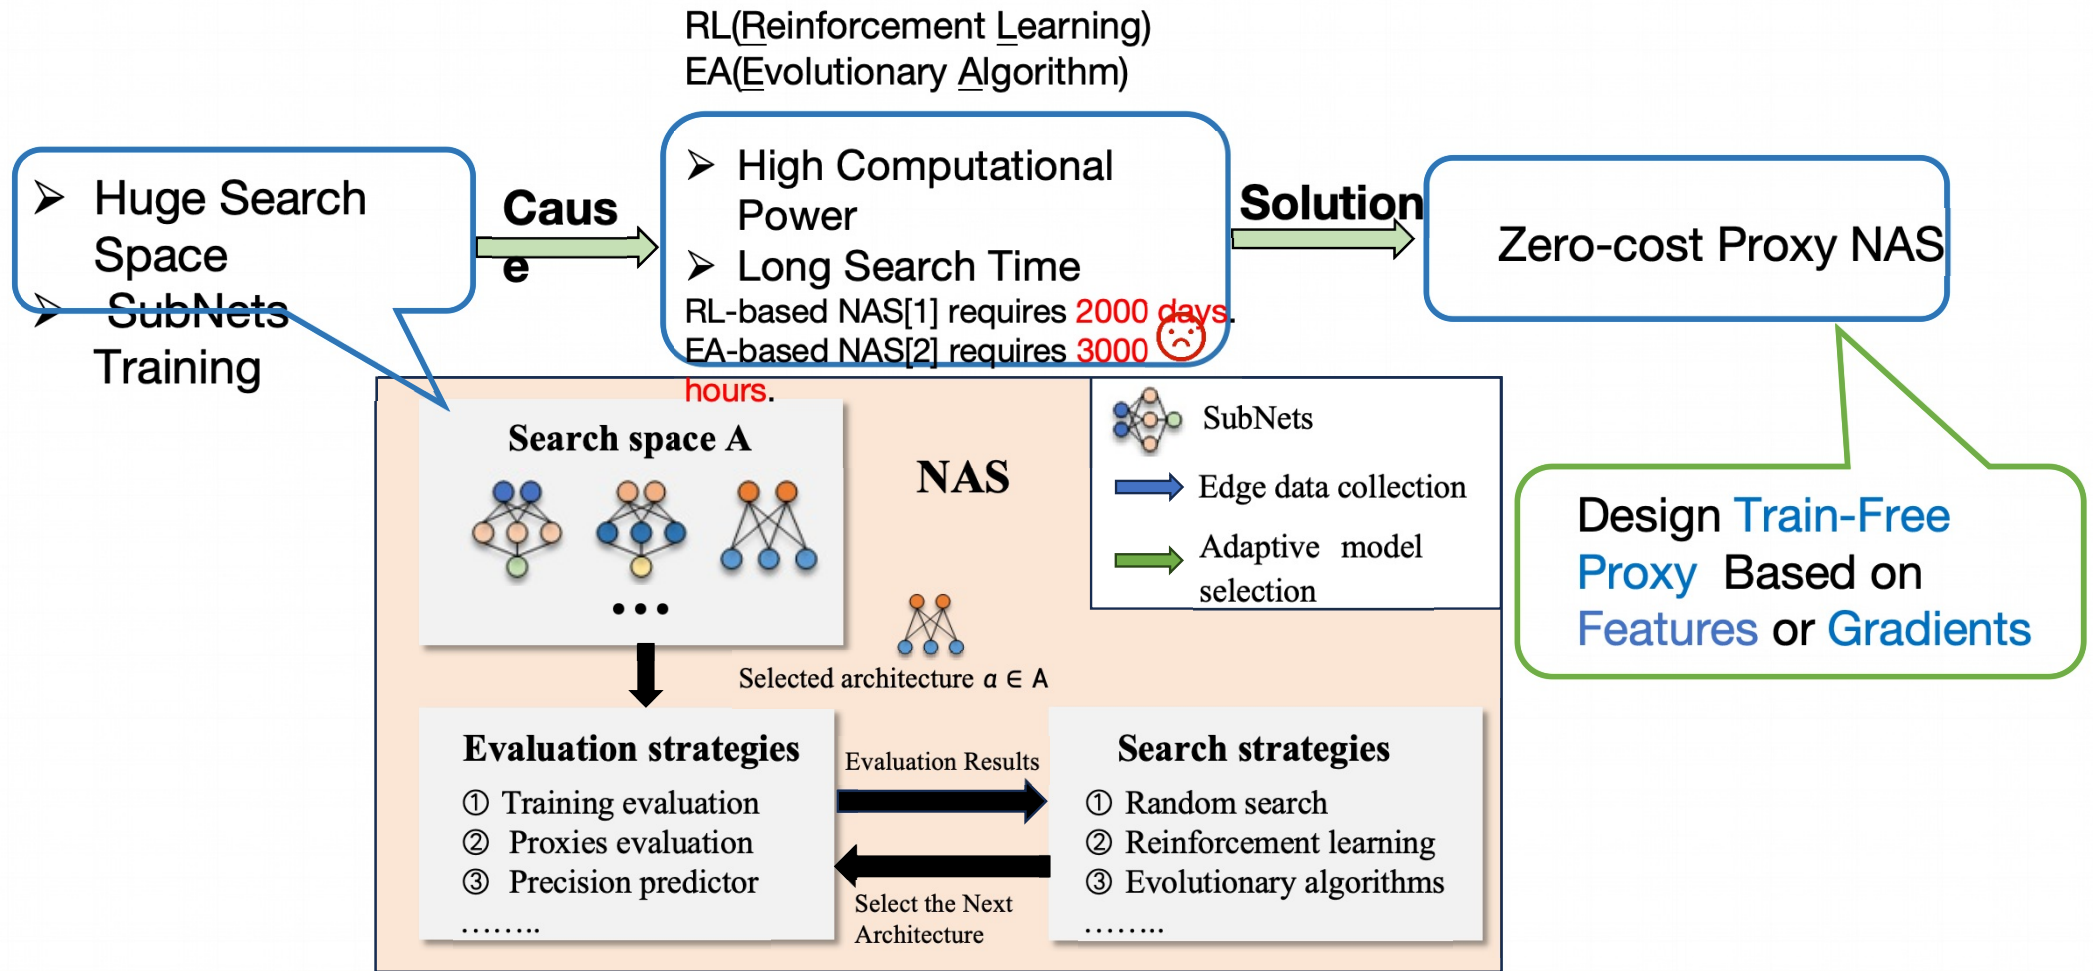 RL(Reinforcement Learning)
EA(Evolutionary Algorithm)
➢ Huge Search
Space
➢ SubNets
Training
Caus
e
➢ High Computational
Power
➢ Long Search Time
RL-based NAS[1] requires 2000 days.
EA-based NAS[2] requires 3000
hours.
Solution
Zero-cost Proxy NAS
Design Train-Free
Proxy Based on
Features or Gradients
Search space A
•••
NAS
SubNets
Edge data collection
Adaptive model
selection
Selected architecture α ∈ A
Evaluation strategies
① Training evaluation
② Proxies evaluation
③ Precision predictor
……..
Evaluation Results
Select the Next
Architecture
Search strategies
① Random search
② Reinforcement learning
③ Evolutionary algorithms
……..